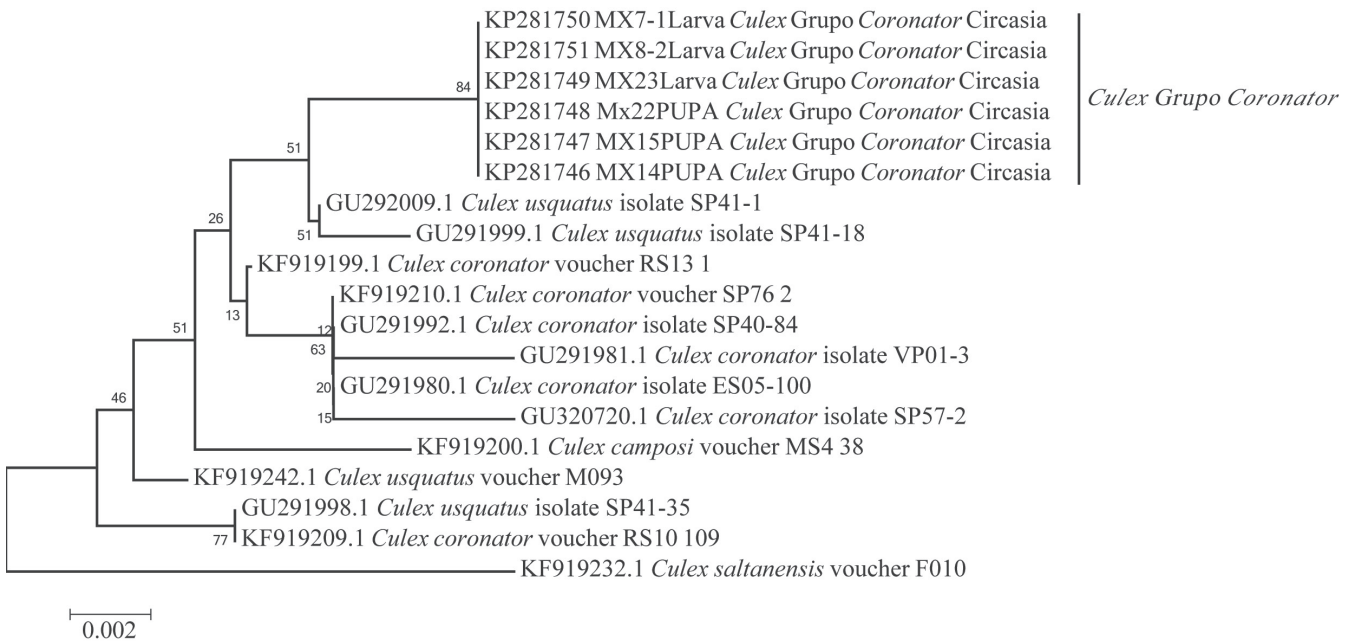 KP281750 MX7-1Larva Culex Grupo Coronator Circasia
KP281751 MX8-2Larva Culex Grupo Coronator Circasia
KP281749 MX23Larva Culex Grupo Coronator Circasia
84
Culex Grupo Coronator
KP281748 Mx22PUPA Culex Grupo Coronator Circasia
KP281747 MX15PUPA Culex Grupo Coronator Circasia
51
KP281746 MX14PUPA Culex Grupo Coronator Circasia
GU292009.1 Culex usquatus isolate SP41-1
26
51
GU291999.1 Culex usquatus isolate SP41-18
KF919199.1 Culex coronator voucher RS13 1
KF919210.1 Culex coronator voucher SP76 2
13
12
GU291992.1 Culex coronator isolate SP40-84
51
63
GU291981.1 Culex coronator isolate VP01-3
20
GU291980.1 Culex coronator isolate ES05-100
46
15
GU320720.1 Culex coronator isolate SP57-2
KF919200.1 Culex camposi voucher MS4 38
KF919242.1 Culex usquatus voucher M093
GU291998.1 Culex usquatus isolate SP41-35
77
KF919209.1 Culex coronator voucher RS10 109
KF919232.1 Culex saltanensis voucher F010
0.002